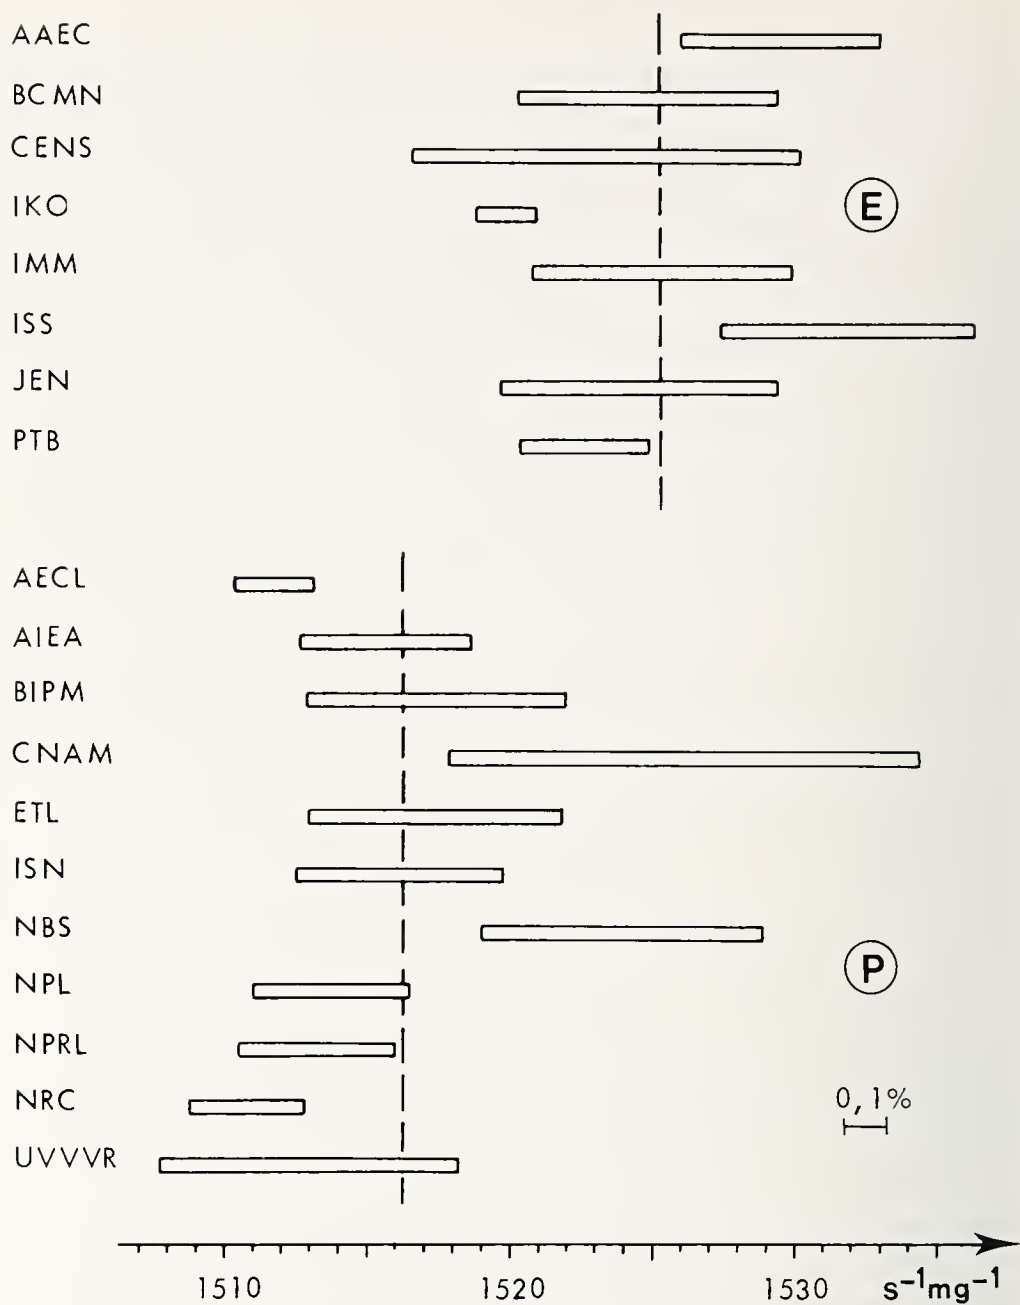 AAEC
BCMN
CENS
IKO
E
IMM
ISS
JEN
PTB
AECL
AIEA
BIPM
CNAM
ETL
ISN
NBS
P
NPL
NPRL
NRC
0,1%
UVVVR
1510 1520 1530 s⁻¹mg⁻¹